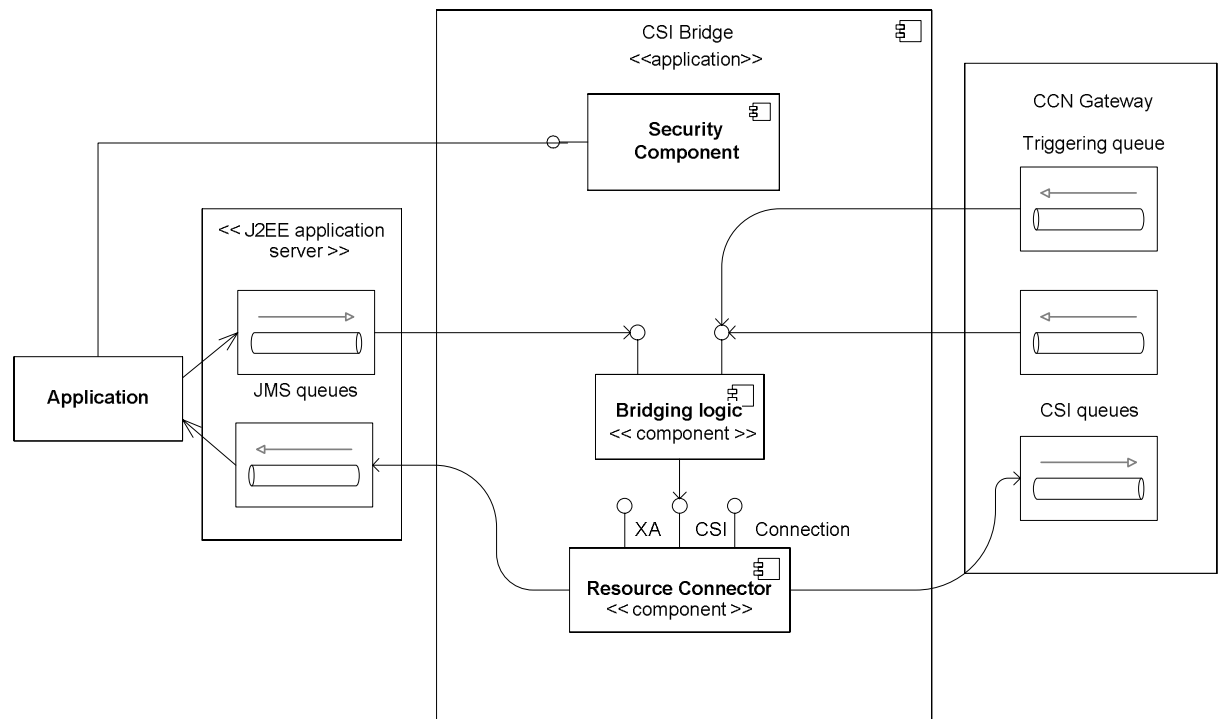 CSI Bridge
<<application>>
CCN Gateway
Security
Component
Triggering queue
<< J2EE application
server >>
JMS queues
Application
Bridging logic
<< component >>
CSI queues
XA
CSI
Connection
Resource Connector
<< component >>